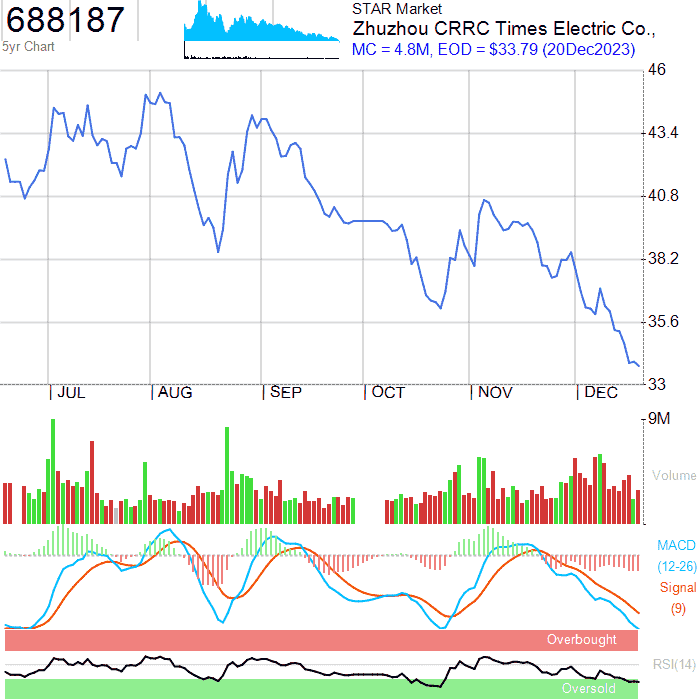 688187
5yr Chart
STAR Market
Zhuzhou CRRC Times Electric Co.,
MC = 4.8M, EOD = $33.79 (20Dec2023)
46
43.4
40.8
38.2
35.6
33
JUL AUG SEP OCT NOV DEC
9M
Volume
MACD
(12-26)
Signal
(9)
Overbought
RSI(14)
Oversold